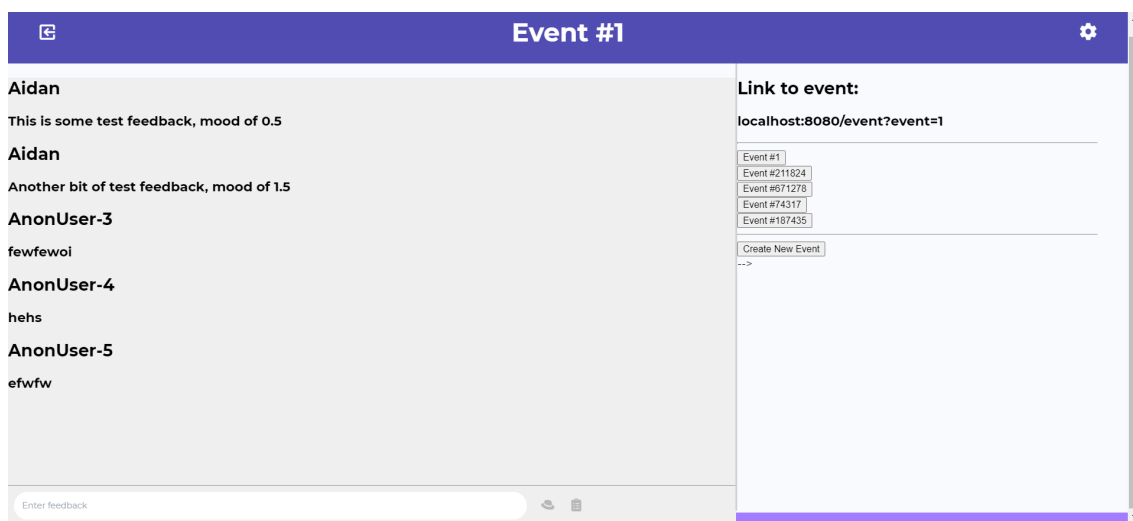 Event #1
Aidan
This is some test feedback, mood of 0.5
Aidan
Another bit of test feedback, mood of 1.5
AnonUser-3
fewfewoi
AnonUser-4
hehs
AnonUser-5
efwfw
Enter feedback
Link to event:
localhost:8080/event?event=1
Event #1
Event #211824
Event #671278
Event #74317
Event #187435
Create New Event
-->